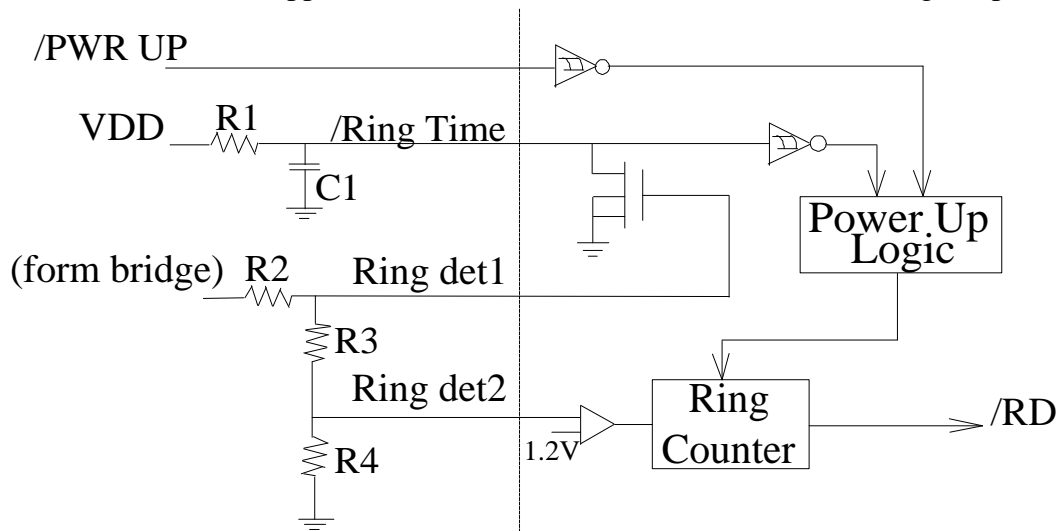 /PWR UP
VDD
R1
/Ring Time
C1
Power Up
Logic
(form bridge)
R2
Ring det1
R3
Ring det2
1.2V
Ring
Counter
/RD
R4